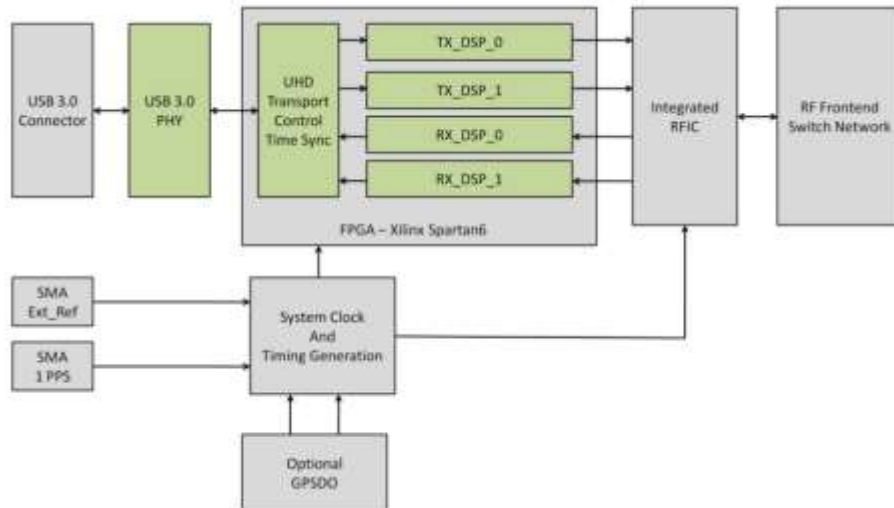 USB 3.0
Connector
USB 3.0
PHY
UHD
Transport
Control
Time Sync
TX_DSP_0
TX_DSP_1
RX_DSP_0
RX_DSP_1
FPGA – Xilinx Spartan6
Integrated
RFIC
RF Frontend
Switch Network
SMA
Ext_Ref
SMA
1 PPS
System Clock
And
Timing Generation
Optional
GPSDO